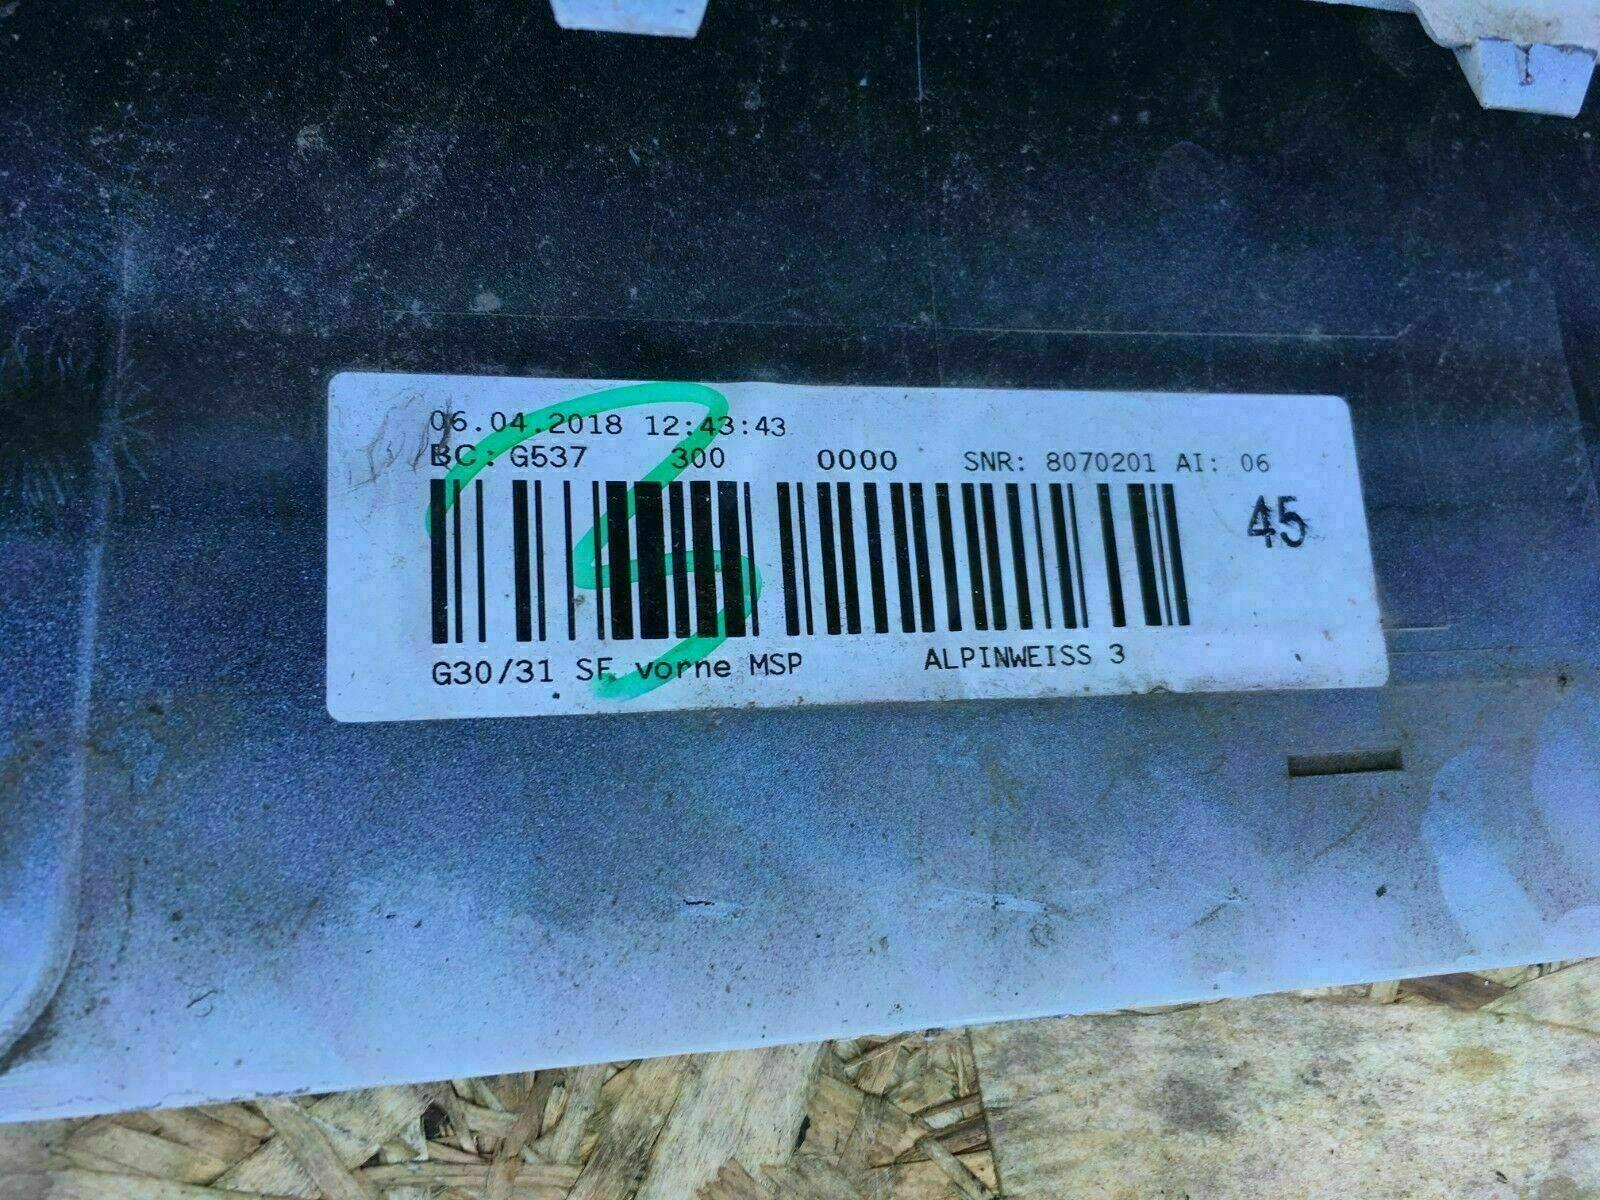 06.04.2018 12:43:43
BC: G537 300 0000 SNR: 8070201 AI: 06
45
G30/31 SF vorne MSP ALPINWEISS 3